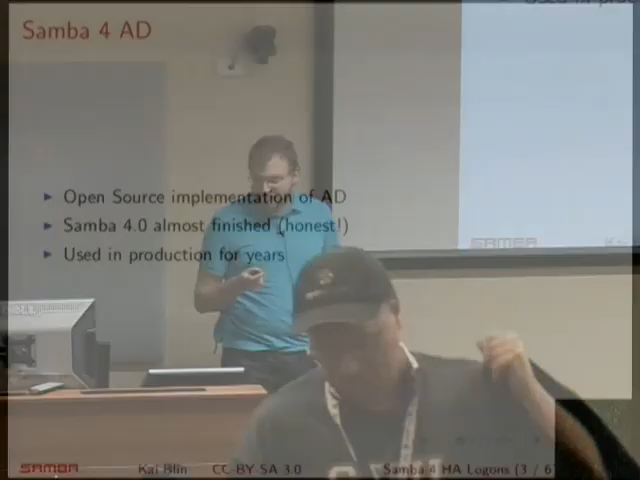 Samba 4 AD
Open Source implementation of AD
Samba 4.0 almost finished (honest!)
Used in production for years
SAMBA
SAMBA Kai Blin CC-BY-SA 3.0 Samba 4 HA Logons (3 / 6